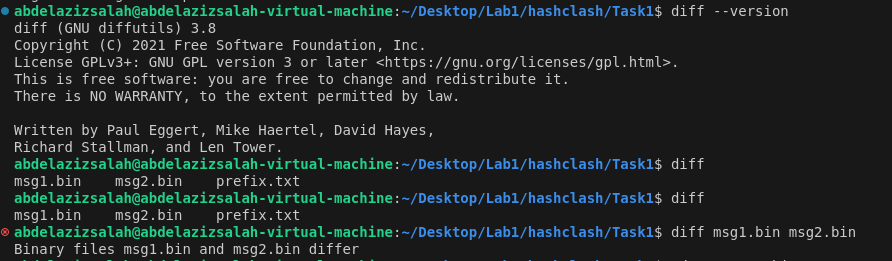 abdelazizsalah@abdelazizsalah-virtual-machine:~/Desktop/Lab1/hashclash/Task1$ diff --version
diff (GNU diffutils) 3.8
Copyright (C) 2021 Free Software Foundation, Inc.
License GPLv3+: GNU GPL version 3 or later <https://gnu.org/licenses/gpl.html>.
This is free software: you are free to change and redistribute it.
There is NO WARRANTY, to the extent permitted by law.

Written by Paul Eggert, Mike Haertel, David Hayes,
Richard Stallman, and Len Tower.
abdelazizsalah@abdelazizsalah-virtual-machine:~/Desktop/Lab1/hashclash/Task1$ diff
msg1.bin    msg2.bin    prefix.txt
abdelazizsalah@abdelazizsalah-virtual-machine:~/Desktop/Lab1/hashclash/Task1$ diff
msg1.bin    msg2.bin    prefix.txt
abdelazizsalah@abdelazizsalah-virtual-machine:~/Desktop/Lab1/hashclash/Task1$ diff msg1.bin msg2.bin
Binary files msg1.bin and msg2.bin differ